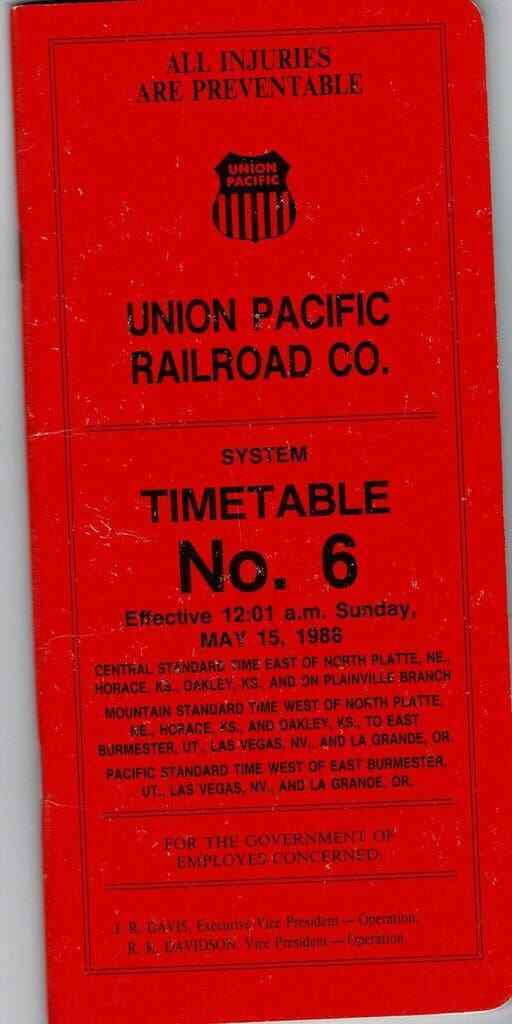 ALL INJURIES
ARE PREVENTABLE
UNION
PACIFIC
UNION PACIFIC
RAILROAD CO.
SYSTEM
TIMETABLE
No. 6
Effective 12:01 a.m. Sunday,
MAY 15, 1988
CENTRAL STANDARD TIME EAST OF NORTH PLATTE, NE.,
HORACE, KS., OAKLEY, KS., AND ON PLAINVILLE BRANCH
MOUNTAIN STANDARD TIME WEST OF NORTH PLATTE,
NE., HORACE, KS., AND OAKLEY, KS., TO EAST
BURMESTER, UT., LAS VEGAS, NV., AND LA GRANDE, OR.
PACIFIC STANDARD TIME WEST OF EAST BURMESTER,
UT., LAS VEGAS, NV., AND LA GRANDE, OR.
FOR THE GOVERNMENT OF
EMPLOYES CONCERNED.
J. R. DAVIS, Executive Vice President — Operation.
R. K. DAVIDSON, Vice President — Operation